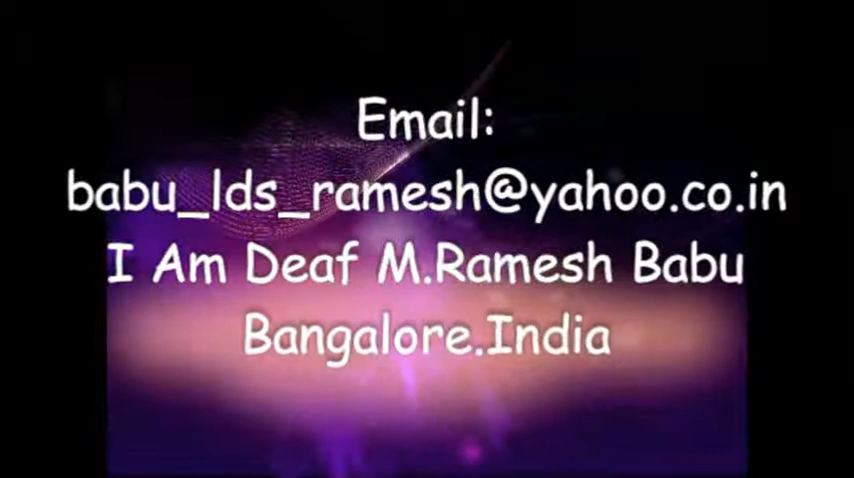 Email:
babu_lds_ramesh@yahoo.co.in
I Am Deaf M.Ramesh Babu
Bangalore.India